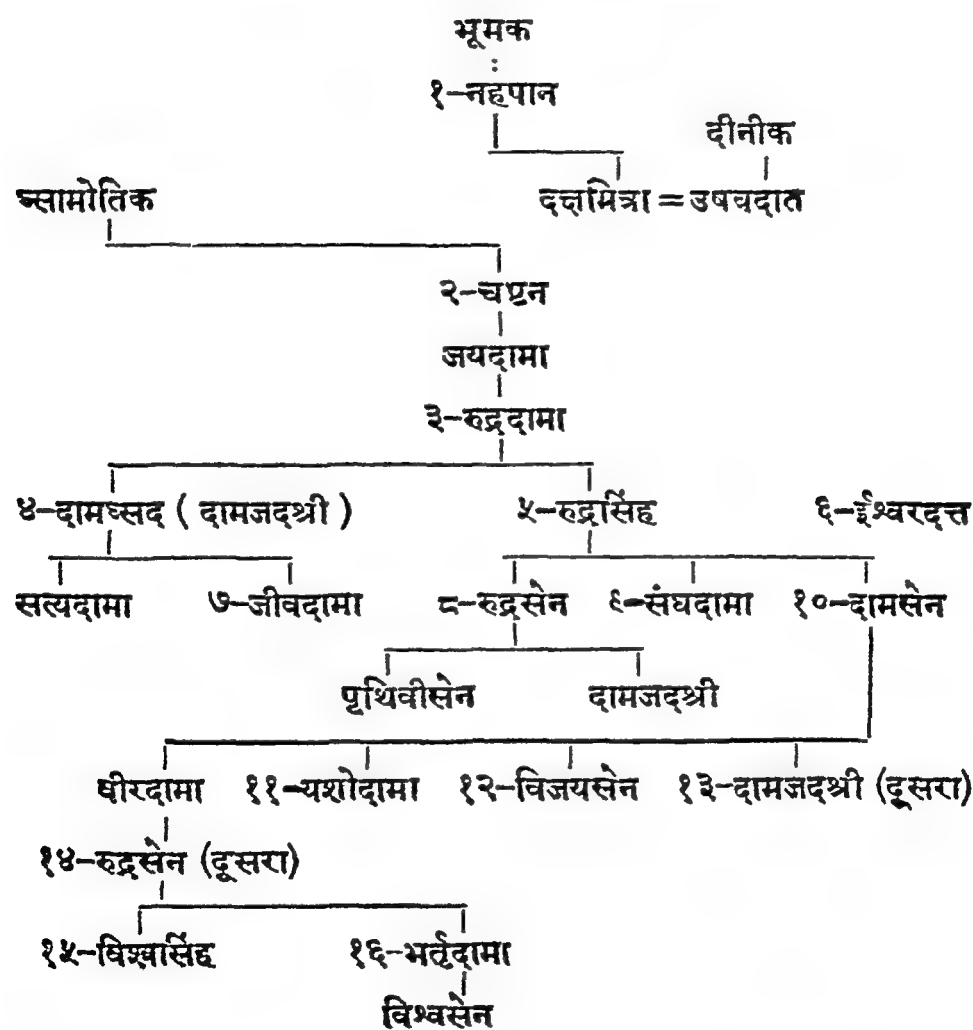 भूमक
:
१-नहपान
दीनीक
घ्सामोतिक
दक्षमित्रा = उषवदात
२-चष्टन
जयदामा
३-रुद्रदामा
४-दामघ्सद ( दामजदश्री ) ५-रुद्रसिंह ६-ईश्वरदत्त
सत्यदामा ७-जीवदामा ८-रुद्रसेन ९-संघदामा १०-दामसेन
पृथिवीसेन दामजदश्री
वीरदामा ११-यशोदामा १२-विजयसेन १३-दामजदश्री (दूसरा)
१४-रुद्रसेन (दूसरा)
१५-विश्वसिंह १६-भर्तृदामा
विश्वसेन